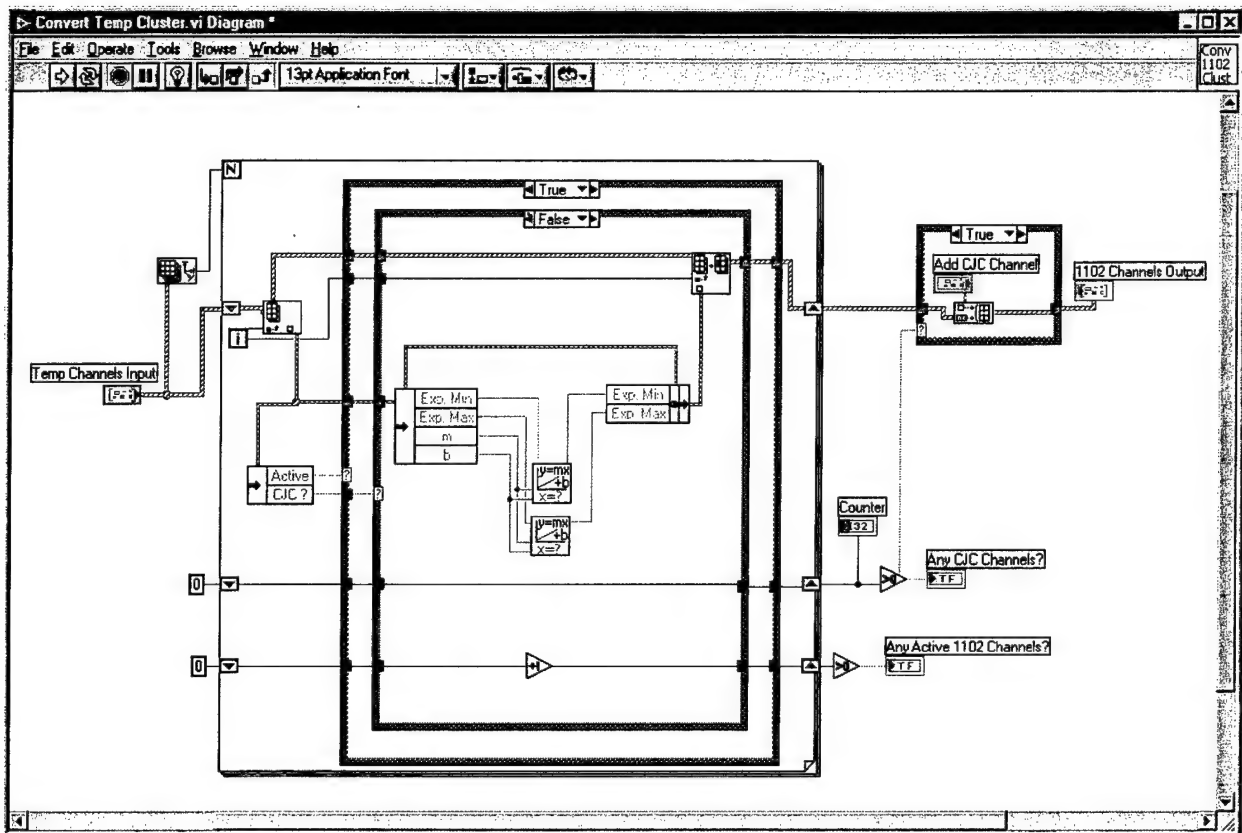 Convert Temp Cluster.vi Diagram *
File Edit Operate Tools Browse Window Help
13pt Application Font
Conv
1102
Clust
N
True
False
True
Add CJC Channel
1102 Channels Output
i
Temp Channels Input
Exp. Min
Exp. Max
m
b
Exp. Min
Exp. Max
Active
CJC ?
?
?
?
y=mx
+b
x=?
y=mx
+b
x=?
Counter
I32
0
Any CJC Channels?
TF
0
+1
Any Active 1102 Channels?
TF